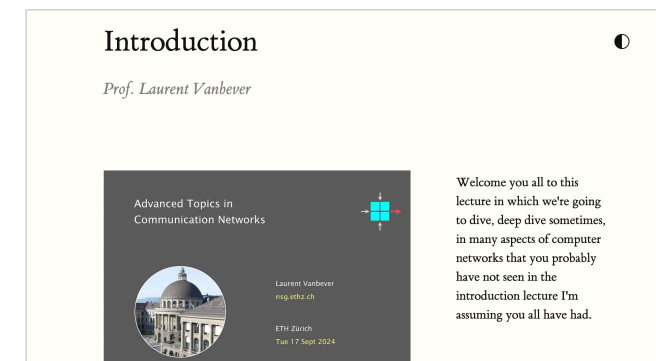 Introduction
Prof. Laurent Vanbever
Advanced Topics in
Communication Networks
Laurent Vanbever
nsg.ethz.ch
ETH Zürich
Tue 17 Sept 2024
Welcome you all to this
lecture in which we're going
to dive, deep dive sometimes,
in many aspects of computer
networks that you probably
have not seen in the
introduction lecture I'm
assuming you all have had.